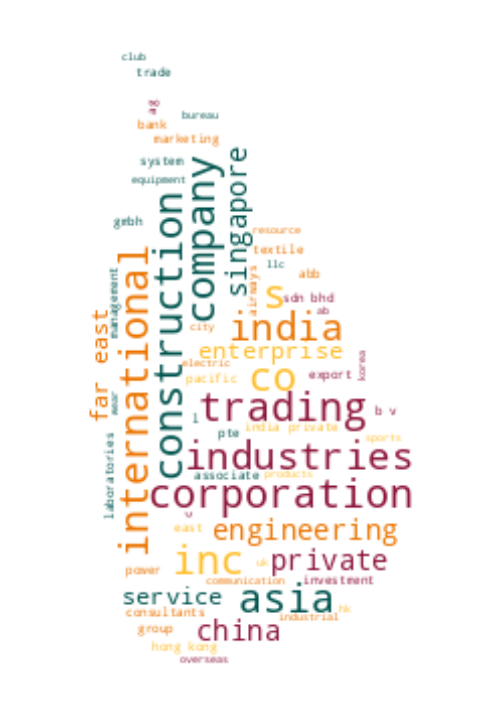 club
trade
ag
bureau
bank
marketing
system
equipment
company
singapore
construction
gmbh
resource
textile
international
management
llc
abb
airways
s
sdn bhd
ab
far east
city
india
enterprise
electric
pacific
co
export
korea
wear
trading
l
b v
pte
india private
sports
laboratories
industries
associate
products
corporation
v
east
engineering
inc
uk
private
power
communication
investment
service
asia
hk
consultants
industrial
group
china
hong kong
overseas